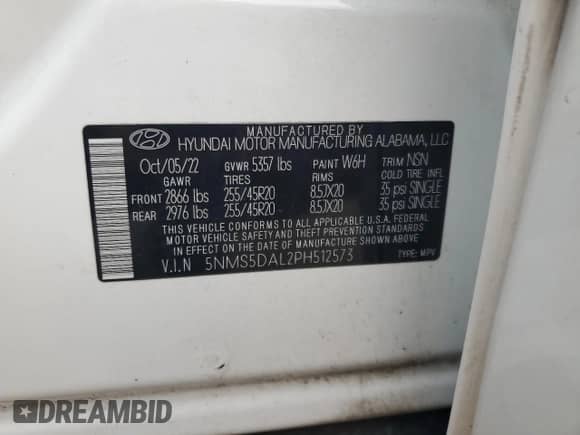 MANUFACTURED BY
HYUNDAI MOTOR MANUFACTURING ALABAMA, LLC
Oct/05/22 GVWR 5357 lbs PAINT W6H TRIM NSN
GAWR TIRES RIMS COLD TIRE INFL
FRONT 2866 lbs 255/45R20 8.5JX20 35 psi SINGLE
REAR 2976 lbs 255/45R20 8.5JX20 35 psi SINGLE
THIS VEHICLE CONFORMS TO ALL APPLICABLE U.S.A. FEDERAL
MOTOR VEHICLE SAFETY AND BUMPER STANDARDS
IN EFFECT ON THE DATE OF MANUFACTURE SHOWN ABOVE.
V.I.N 5NMS5DAL2PH512573 TYPE: MPV
DREAMBID